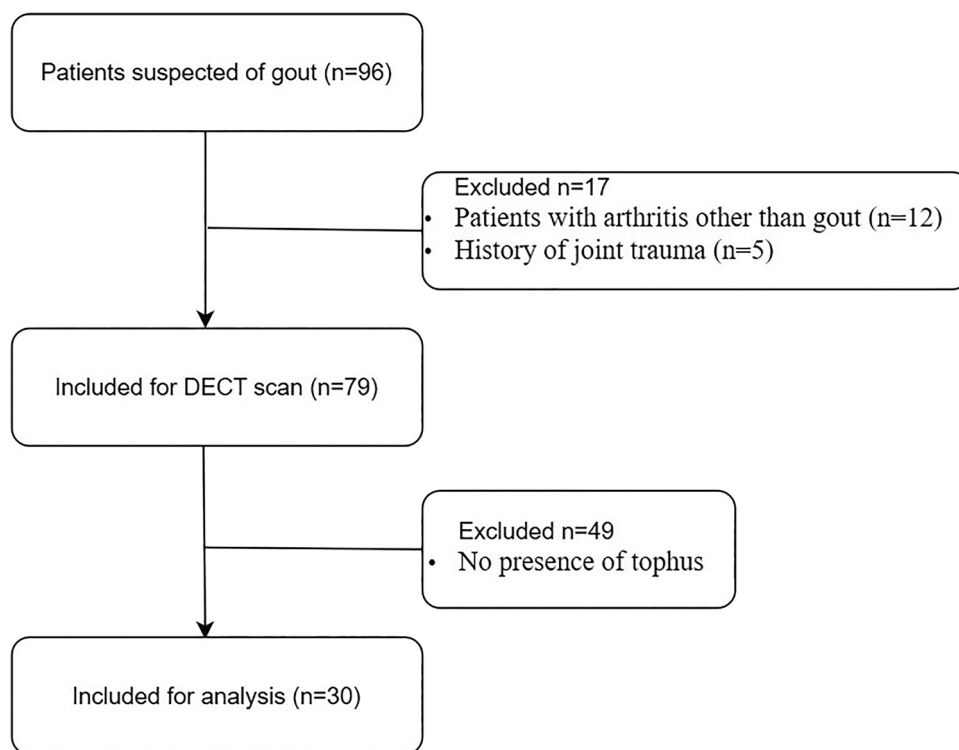 Patients suspected of gout (n=96)
Excluded n=17
• Patients with arthritis other than gout (n=12)
• History of joint trauma (n=5)
Included for DECT scan (n=79)
Excluded n=49
• No presence of tophus
Included for analysis (n=30)